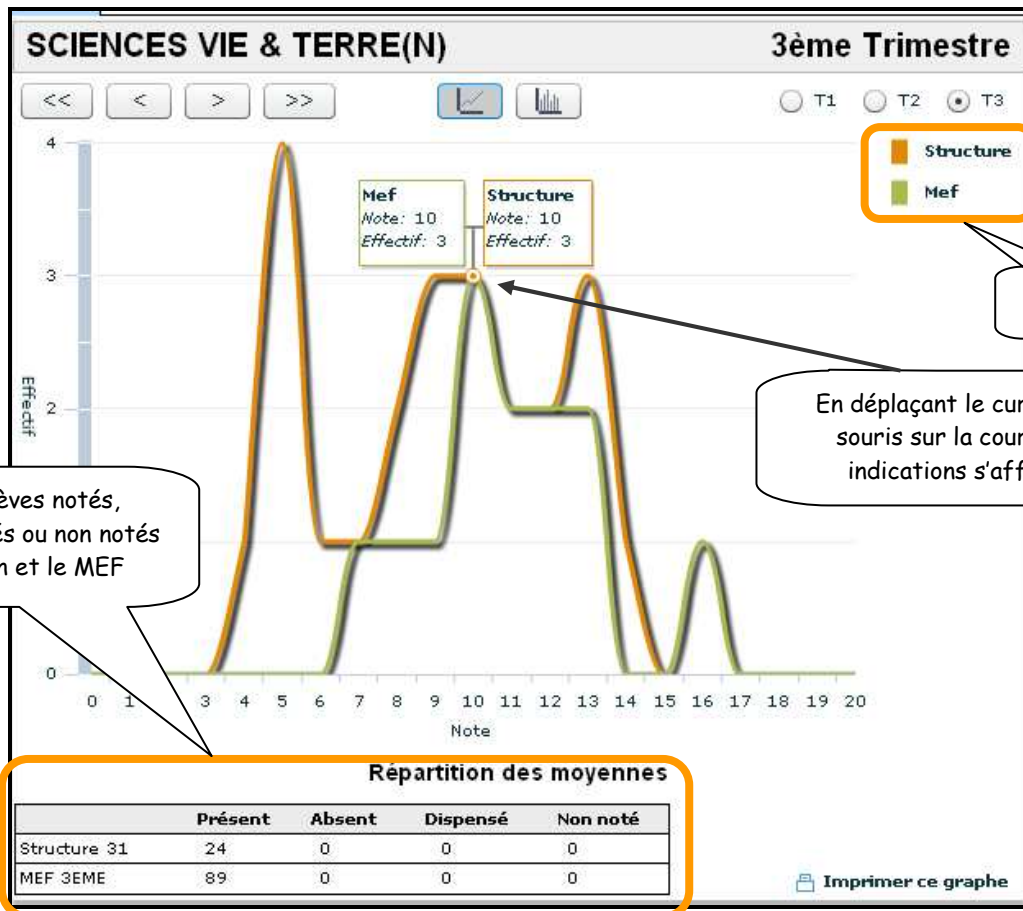 SCIENCES VIE & TERRE(N) 3ème Trimestre
<< < > >> T1 T2 T3
Structure
Mef
Mef
Note: 10
Effectif: 3
Structure
Note: 10
Effectif: 3
En déplaçant le cur
souris sur la cour
indications s'aff
èves notés,
és ou non notés
n et le MEF
Effectif
4
3
2
0
0 1 3 4 5 6 7 8 9 10 11 12 13 14 15 16 17 18 19 20
Note
Répartition des moyennes
Présent Absent Dispensé Non noté
Structure 31 24 0 0 0
MEF 3EME 89 0 0 0
Imprimer ce graphe